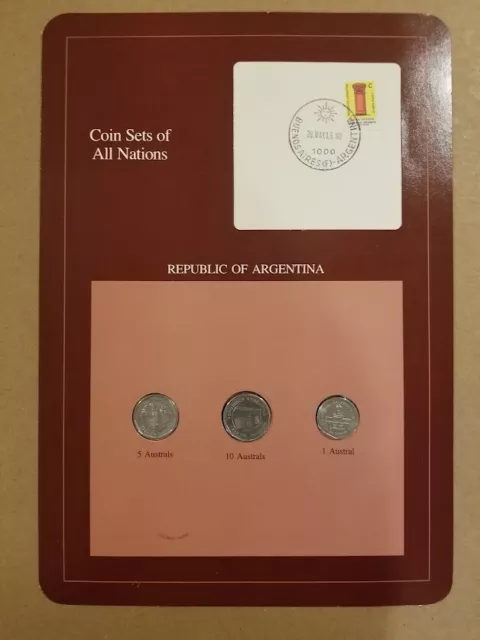 Coin Sets of
All Nations
BUENOS AIRES (F) - ARGENTINA
1000
REPUBLIC OF ARGENTINA
5 Australs
10 Australs
1 Austral